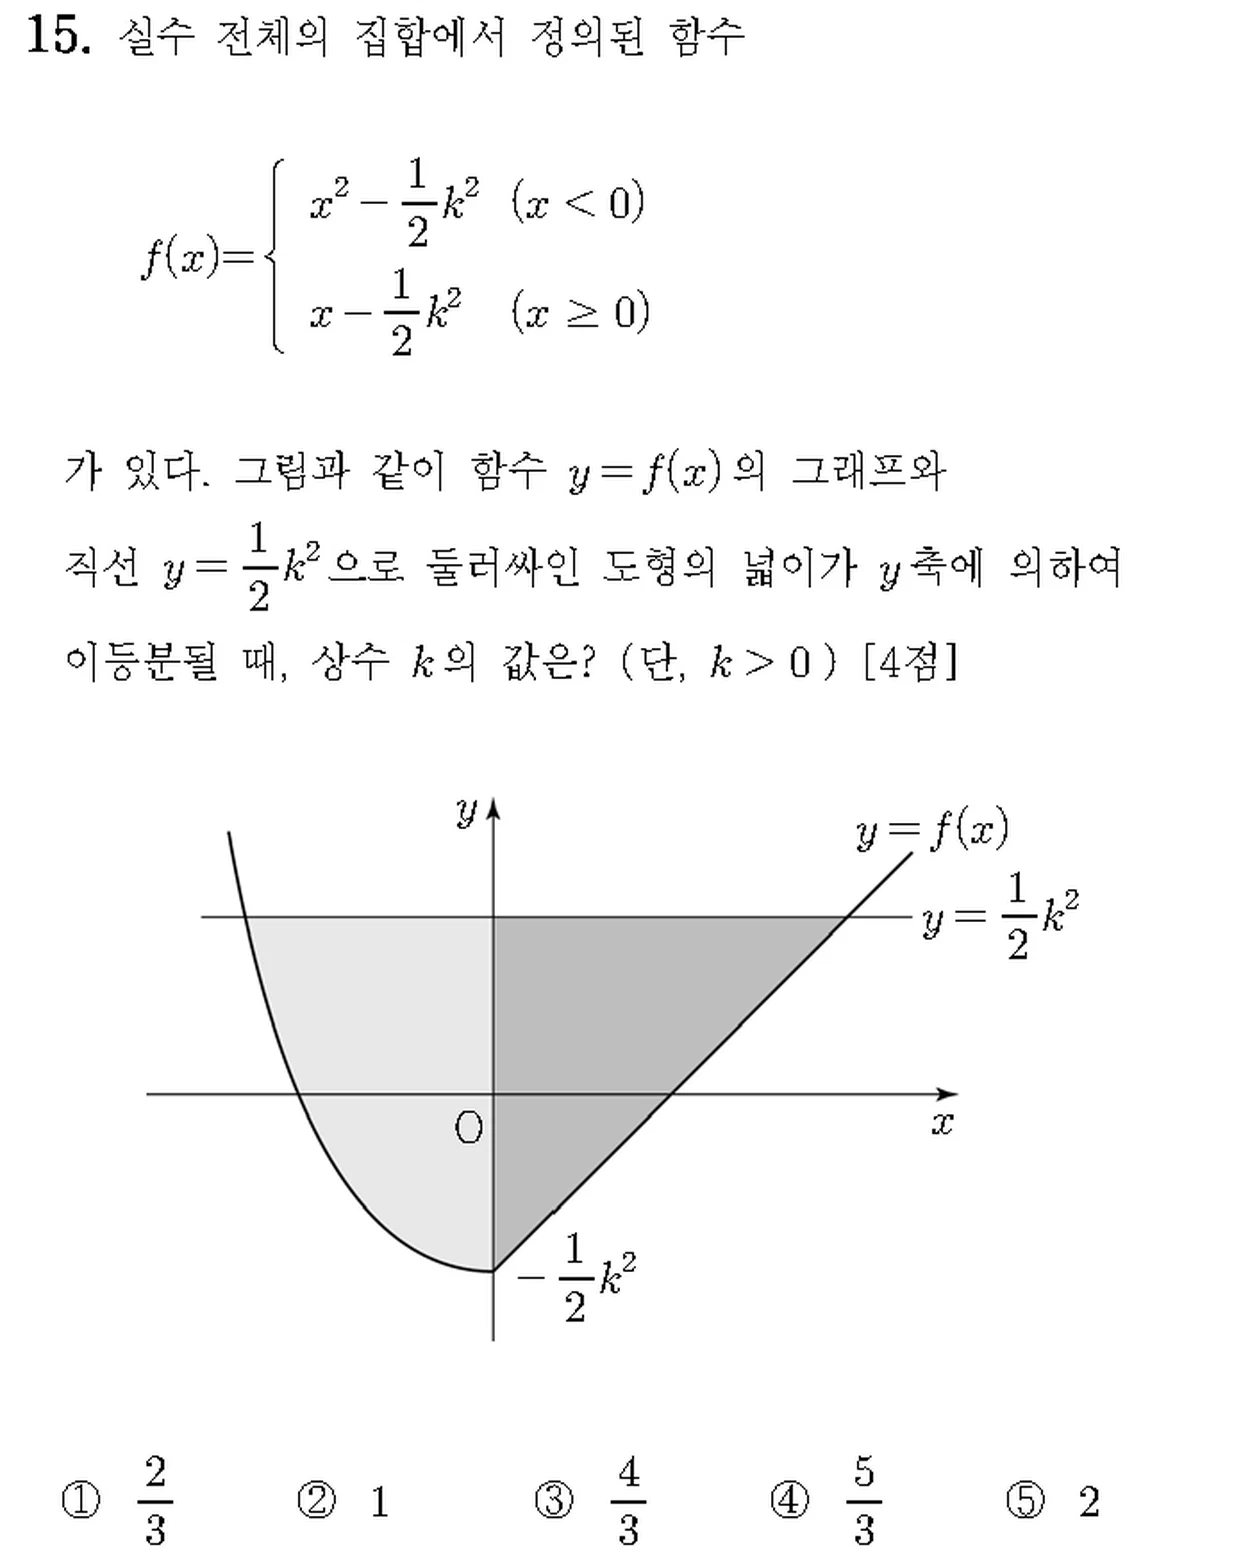 15. 실수 전체의 집합에서 정의된 함수
f(x)= { x² − 1/2 k² (x < 0)
x − 1/2 k² (x ≥ 0)
가 있다. 그림과 같이 함수 y=f(x)의 그래프와
직선 y= 1/2 k²으로 둘러싸인 도형의 넓이가 y축에 의하여
이등분될 때, 상수 k의 값은? (단, k > 0 ) [4점]
y
y = f(x)
y = 1/2 k²
O
x
− 1/2 k²
① 2/3 ② 1 ③ 4/3 ④ 5/3 ⑤ 2